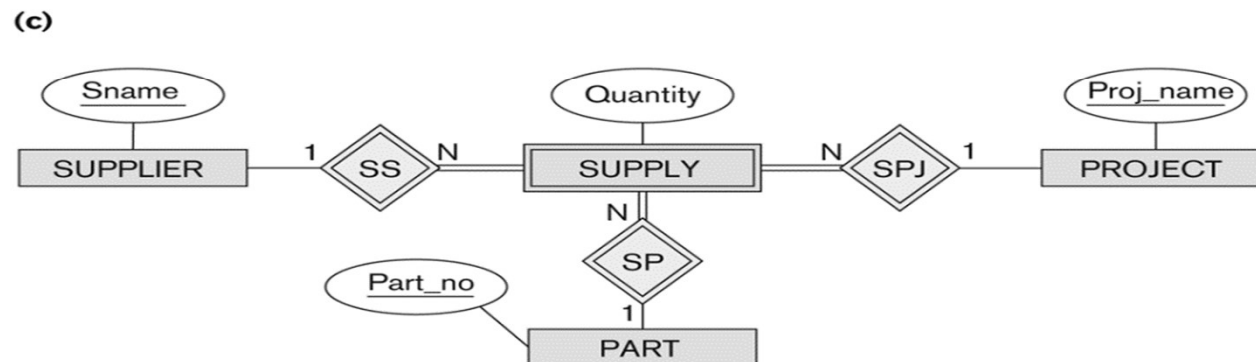 (c)
Sname
Quantity
Proj_name
SUPPLIER
1
SS
N
SUPPLY
N
SPJ
1
PROJECT
N
SP
Part_no
1
PART